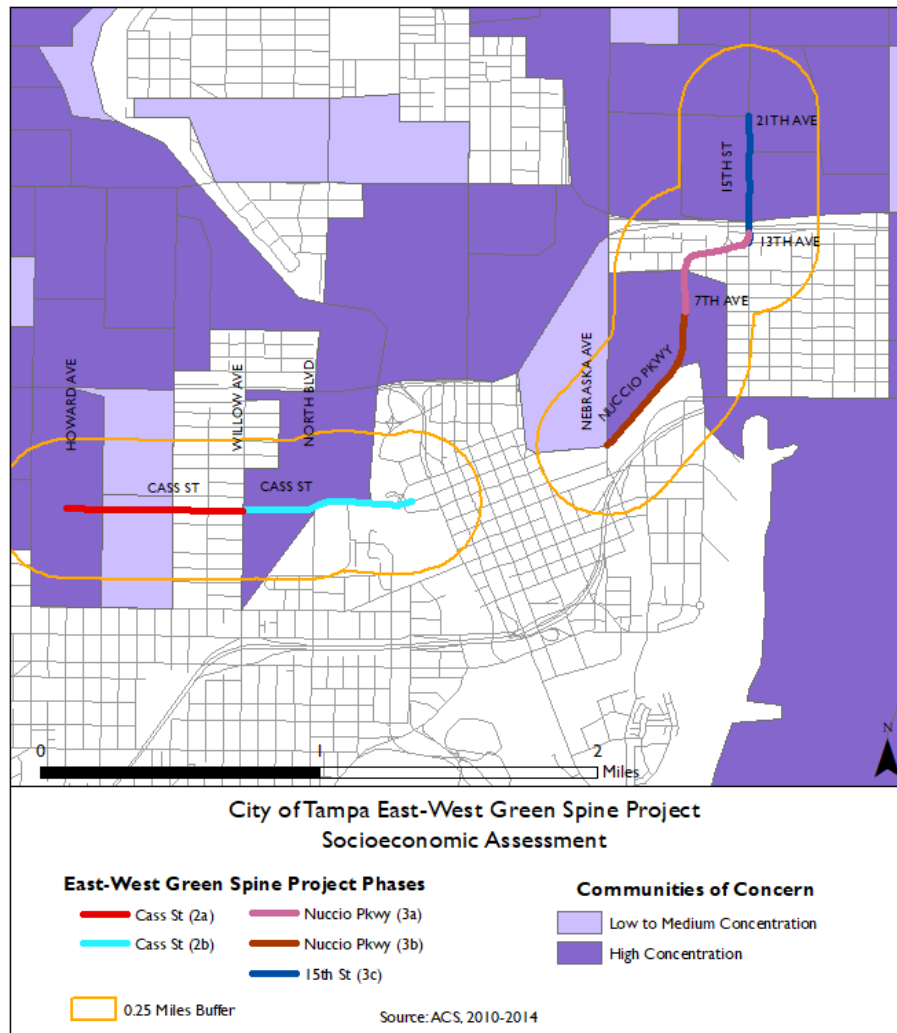 21TH AVE
15TH ST
13TH AVE
7TH AVE
NEBRASKA AVE
NUCCIO PKWY
HOWARD AVE
WILLOW AVE
NORTH BLVD
CASS ST
CASS ST
N
0 1 2
Miles
City of Tampa East-West Green Spine Project
Socioeconomic Assessment
East-West Green Spine Project Phases
Cass St (2a)
Cass St (2b)
Nuccio Pkwy (3a)
Nuccio Pkwy (3b)
15th St (3c)
0.25 Miles Buffer
Communities of Concern
Low to Medium Concentration
High Concentration
Source: ACS, 2010-2014